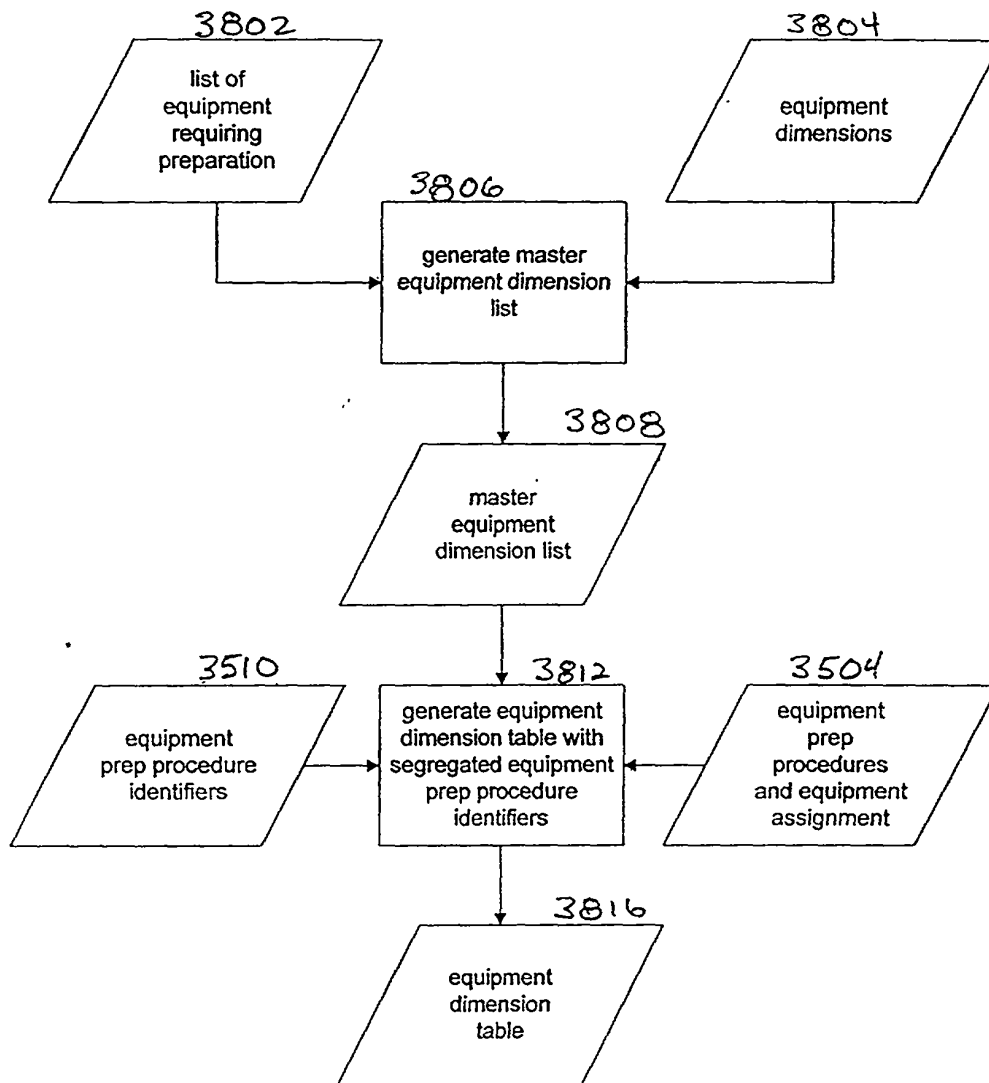 3802
list of
equipment
requiring
preparation
3804
equipment
dimensions
3806
generate master
equipment dimension
list
3808
master
equipment
dimension list
3510
equipment
prep procedure
identifiers
3812
generate equipment
dimension table with
segregated equipment
prep procedure
identifiers
3504
equipment
prep
procedures
and equipment
assignment
3816
equipment
dimension
table